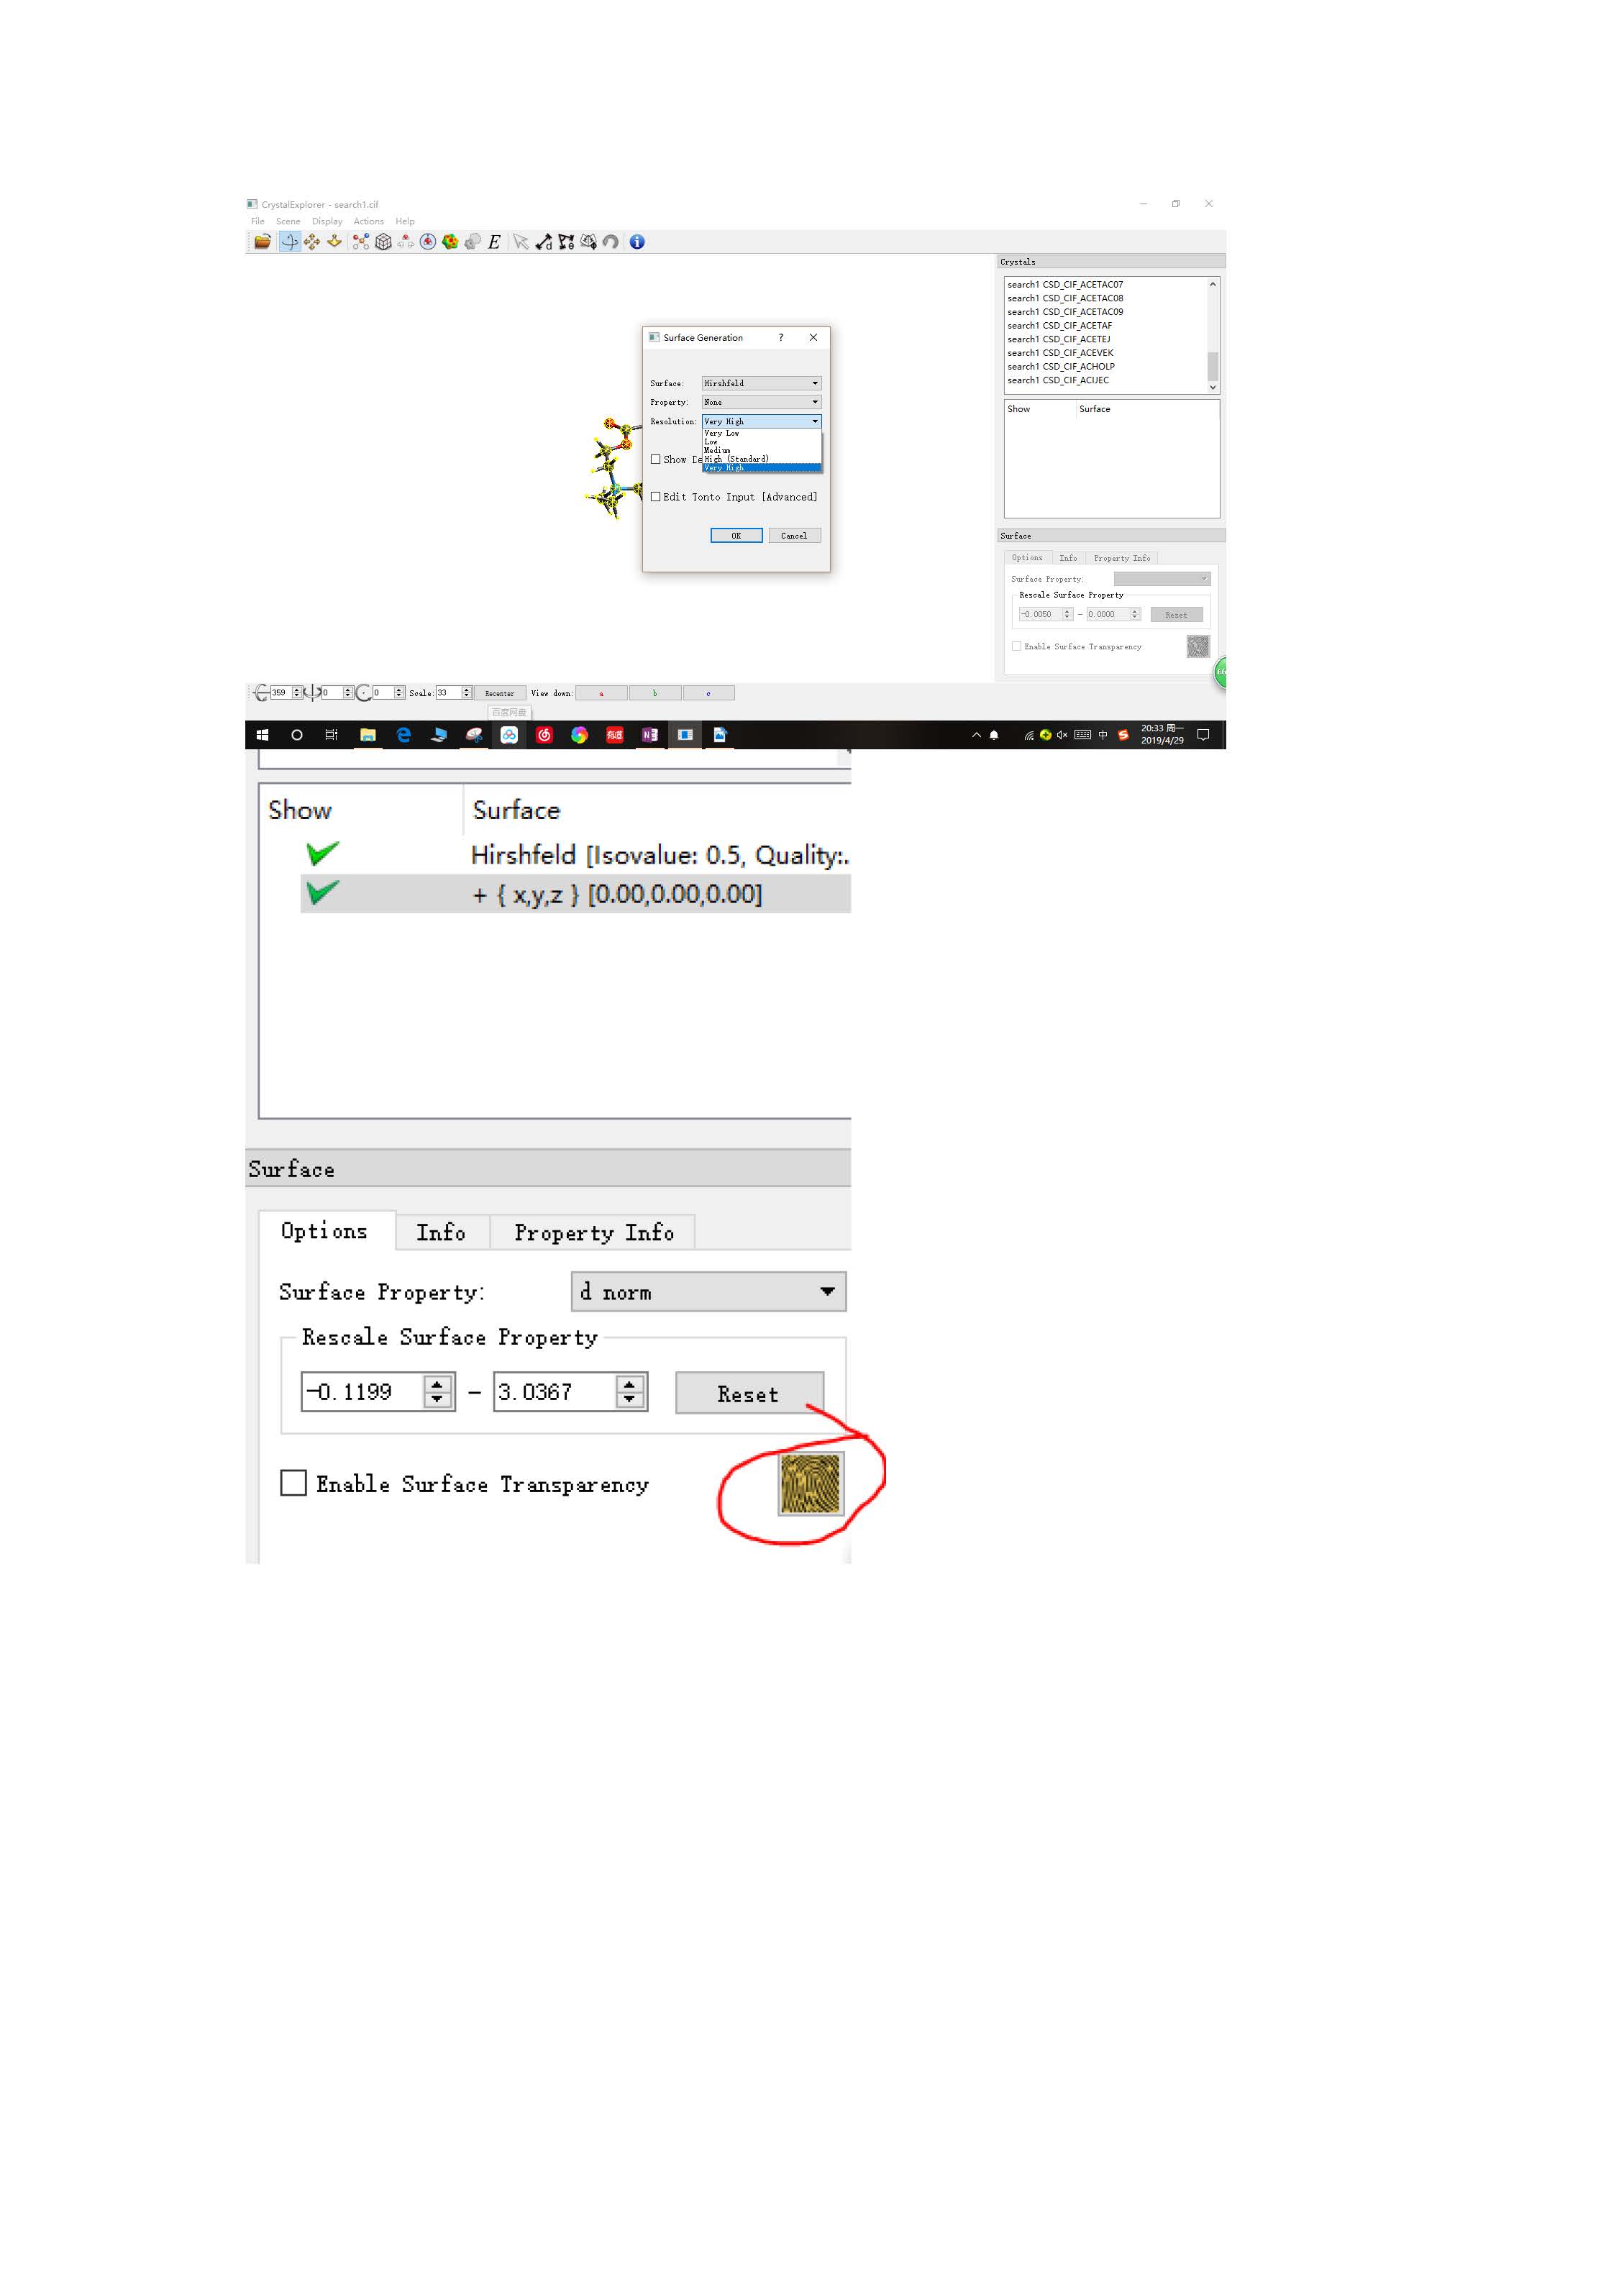 CrystalExplorer - search1.cif
File Scene Display Actions Help
E
Crystals
search1 CSD_CIF_ACETAC07
search1 CSD_CIF_ACETAC08
search1 CSD_CIF_ACETAC09
search1 CSD_CIF_ACETAF
search1 CSD_CIF_ACETEJ
search1 CSD_CIF_ACEVEK
search1 CSD_CIF_ACHOLP
search1 CSD_CIF_ACIJEC
Show Surface
Surface Generation ?
Surface: Hirshfeld
Property: None
Resolution: Very High
Very Low
Low
Medium
High (Standard)
Very High
Show
Edit Tonto Input [Advanced]
OK Cancel
Surface
Options Info Property Info
Surface Property:
Rescale Surface Property
-0.0050 - 0.0000 Reset
Enable Surface Transparency
359 0 0 Scale: 33 Recenter View down: a b c
百度网盘
中
20:33 周一
2019/4/29
Show Surface
Hirshfeld [Isovalue: 0.5, Quality:.
+ { x,y,z } [0.00,0.00,0.00]
Surface
Options Info Property Info
Surface Property: d norm
Rescale Surface Property
-0.1199 - 3.0367 Reset
Enable Surface Transparency